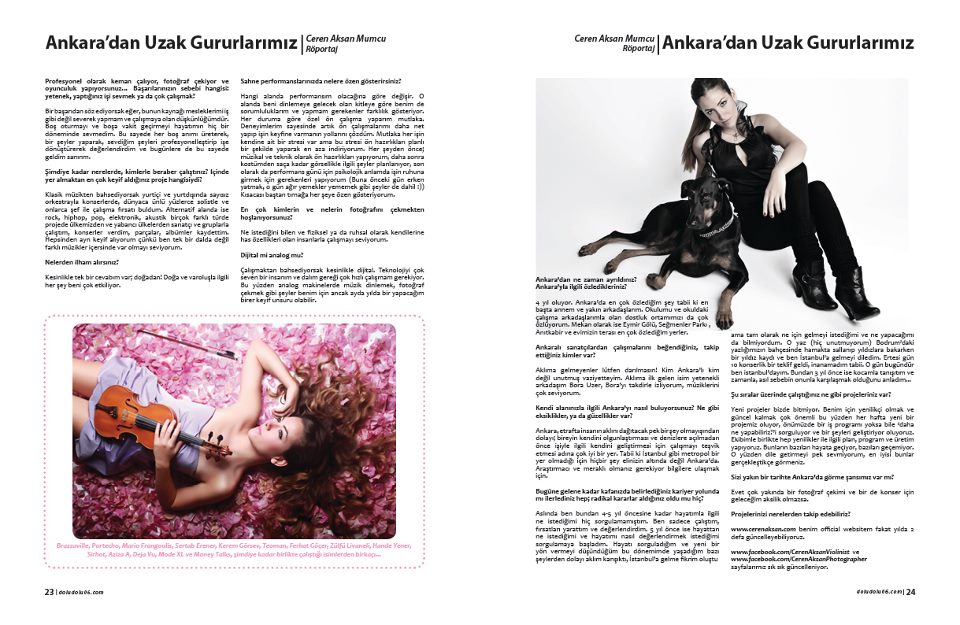 Ankara'dan Uzak Gururlarımız
Ceren Aksan Mumcu
Röportaj
Profesyonel olarak keman çalıyor, fotoğraf çekiyor ve
oyunculuk yapıyorsunuz... Başarılarınızın sebebi hangisi:
yetenek, yaptığınız işi sevmek ya da çok çalışmak?
Bir başarıdan söz ediyorsak eğer, bunun kaynağı mesleklerimi iş
gibi değil severek yapmam ve çalışmaya olan düşkünlüğümdür.
Boş oturmayı ve boşa vakit geçirmeyi hayatımın hiç bir
döneminde sevmedim. Bu sayede her boş anımı üreterek,
bir şeyler yaparak, sevdiğim şeyleri profesyonelleştirip işe
dönüştürerek değerlendirdim ve bugünlere de bu sayede
geldim sanırım.
Şimdiye kadar nerelerde, kimlerle beraber çalıştınız? İçinde
yer almaktan en çok keyif aldığınız proje hangisiydi?
Klasik müzikten bahsediyorsak yurtiçi ve yurtdışında sayısız
orkestrayla konserlerde, dünyaca ünlü yüzlerce solistle ve
onlarca şef ile çalışma fırsatı buldum. Alternatif alanda ise
rock, hiphop, pop, elektronik, akustik birçok farklı türde
projede ülkemizden ve yabancı ülkelerden sanatçı ve gruplarla
çalıştım, konserler verdim, parçalar, albümler kaydettim.
Hepsinden ayrı keyif alıyorum çünkü ben tek bir dalda değil
farklı müzikler içersinde var olmayı seviyorum.
Nelerden ilham alırsınız?
Kesinlikle tek bir cevabım var; doğadan! Doğa ve varoluşla ilgili
her şey beni çok etkiliyor.
Sahne performanslarınızda nelere özen gösterirsiniz?
Hangi alanda performansım olacağına göre değişir. O
alanda beni dinlemeye gelecek olan kitleye göre benim de
sorumluluklarım ve yapmam gerekenler farklılık gösteriyor.
Her duruma göre özel ön çalışma yaparım mutlaka.
Deneyimlerim sayesinde artık ön çalışmalarımı daha net
yapıp işin keyfine varmanın yollarını çözdüm. Mutlaka her işin
kendine ait bir stresi var ama bu stresi ön hazırlıkları planlı
bir şekilde yaparak en aza indiriyorum. Her şeyden önce;
müzikal ve teknik olarak ön hazırlıkları yapıyorum, daha sonra
kostümden saça kadar görsellikle ilgili şeyler planlanıyor, son
olarak da performans günü için psikolojik anlamda işin ruhuna
girmek için gerekenleri yapıyorum (Buna önceki gün erken
yatmak, o gün ağır yemekler yememek gibi şeyler de dahil :))
Kısacası baştan tırnağa her şeye özen gösteriyorum.
En çok kimlerin ve nelerin fotoğrafını çekmekten
hoşlanıyorsunuz?
Ne istediğini bilen ve fiziksel ya da ruhsal olarak kendilerine
has özellikleri olan insanlarla çalışmayı seviyorum.
Dijital mi analog mu?
Çalışmaktan bahsediyorsak kesinlikle dijital. Teknolojiyi çok
seven bir insanım ve dalım gereği çok hızlı çalışmam gerekiyor.
Bu yüzden analog makinelerde müzik dinlemek, fotoğraf
çekmek gibi şeyler benim için ancak ayda yılda bir yapacağım
birer keyif unsuru olabilir.
Brazzaville, Portecho, Mario Frangoulis, Sertab Erener, Kerem Görsev, Teoman, Ferhat Göçer, Zülfü Livaneli, Hande Yener,
Sirhot, Aziza A, Deja Vu, Mode XL ve Money Talks, şimdiye kadar birlikte çalıştığı isimlerden birkaçı...
23 | doludolu06.com
Ceren Aksan Mumcu
Röportaj
Ankara'dan Uzak Gururlarımız
Ankara'dan ne zaman ayrıldınız?
Ankara'yla ilgili özledikleriniz?
4 yıl oluyor. Ankara'da en çok özlediğim şey tabii ki en
başta annem ve yakın arkadaşlarım. Okulumu ve okuldaki
çalışma arkadaşlarımla olan dostluk ortamımızı da çok
özlüyorum. Mekan olarak ise Eymir Gölü, Seğmenler Parkı ,
Anıtkabir ve evimizin terası en çok özlediğim yerler.
Ankaralı sanatçılardan çalışmalarını beğendiğiniz, takip
ettiğiniz kimler var?
Aklıma gelmeyenler lütfen darılmasın! Kim Ankaralı kim
değil unutmuş vaziyetteyim. Aklıma ilk gelen isim yetenekli
arkadaşım Bora Uzer, Bora'yı takdirle izliyorum, müziklerini
çok seviyorum.
Kendi alanınızla ilgili Ankara'yı nasıl buluyorsunuz? Ne gibi
eksiklikler, ya da güzellikler var?
Ankara, etrafta insanın aklını dağıtacak pek bir şey olmayışından
dolayı; bireyin kendini olgunlaştırması ve denizlere açılmadan
önce işiyle ilgili kendini geliştirmesi için çalışmayı teşvik
etmesi adına çok iyi bir yer. Tabii ki İstanbul gibi metropol bir
yer olmadığı için hiçbir şey elinizin altında değil Ankara'da.
Araştırmacı ve meraklı olmanız gerekiyor bilgilere ulaşmak
için.
Bugüne gelene kadar kafanızda belirlediğiniz kariyer yolunda
mı ilerlediniz hep; radikal kararlar aldığınız oldu mu hiç?
Aslında ben bundan 4-5 yıl öncesine kadar hayatımla ilgili
ne istediğimi hiç sorgulamamıştım. Ben sadece çalıştım,
fırsatları yarattım ve değerlendirdim. 5 yıl önce ise hayattan
ne istediğimi ve hayatımı nasıl değerlendirmek istediğimi
sorgulamaya başladım. Hayatı sorguladığım ve yeni bir
yön vermeyi düşündüğüm bu dönemimde yaşadığım bazı
şeylerden dolayı aklım karışıktı, İstanbul'a gelme fikrim oluştu
ama tam olarak ne için gelmeyi istediğimi ve ne yapacağımı
da bilmiyordum. O yaz (hiç unutmuyorum) Bodrum'daki
yazlığımızın bahçesinde hamakta sallanıp yıldızlara bakarken
bir yıldız kaydı ve ben İstanbul'a gelmeyi diledim. Ertesi gün
10 konserlik bir teklif geldi, inanamadım tabii. O gün bugündür
ben İstanbul'dayım. Bundan 3 yıl önce ise kocamla tanıştım ve
zamanla, asıl sebebin onunla karşılaşmak olduğunu anladım...
Şu sıralar üzerinde çalıştığınız ne gibi projeleriniz var?
Yeni projeler bizde bitmiyor. Benim için yenilikçi olmak ve
güncel kalmak çok önemli bu yüzden her hafta yeni bir
projemiz oluyor, önümüzde bir iş programı yoksa bile 'daha
ne yapabiliriz?'i sorguluyor ve bir şeyleri geliştiriyor oluyoruz.
Ekibimle birlikte hep yenilikler ile ilgili plan, program ve üretim
yapıyoruz. Bunların bazıları hayata geçiyor, bazıları geçemiyor.
O yüzden dile getirmeyi pek sevmiyorum, en iyisi bunlar
gerçekleştikçe görmeniz.
Sizi yakın bir tarihte Ankara'da görme şansımız var mı?
Evet çok yakında bir fotoğraf çekimi ve bir de konser için
geleceğim aksilik olmazsa.
Projelerinizi nerelerden takip edebiliriz?
www.cerenaksan.com benim official websitem fakat yılda 2
defa güncelleyebiliyoruz.
www.facebook.com/CerenAksanViolinist ve
www.facebook.com/CerenAksanPhotographer
sayfalarımız sık sık güncelleniyor.
doludolu06.com | 24